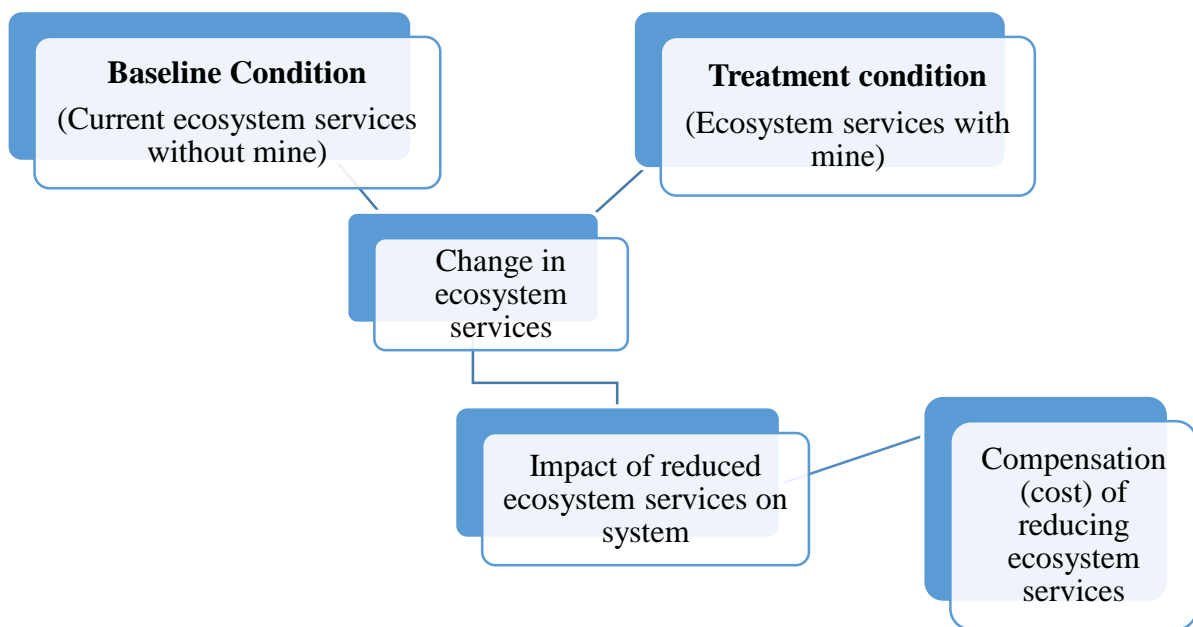 Baseline Condition
(Current ecosystem services
without mine)
Treatment condition
(Ecosystem services with
mine)
Change in
ecosystem
services
Impact of reduced
ecosystem services on
system
Compensation
(cost) of
reducing
ecosystem
services